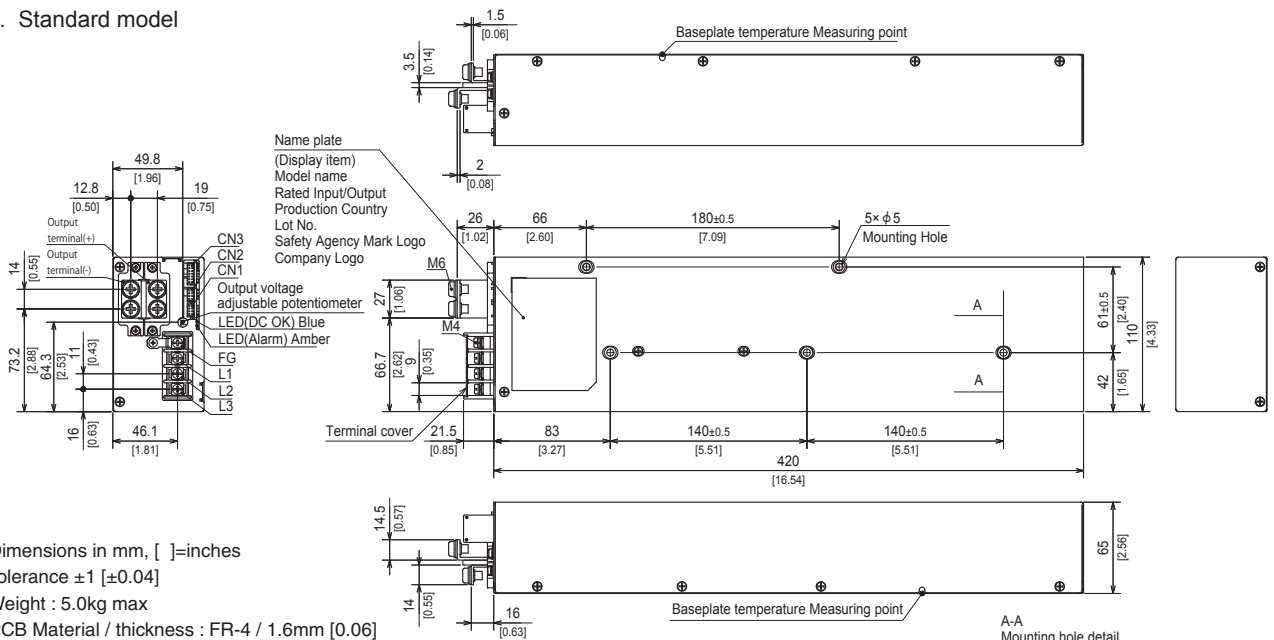 . Standard model
1.5
[0.06]
Baseplate temperature Measuring point
3.5
[0.14]
2
[0.08]
Name plate
(Display item)
Model name
Rated Input/Output
Production Country
Lot No.
Safety Agency Mark Logo
Company Logo
49.8
[1.96]
12.8
[0.50]
19
[0.75]
Output
terminal(+)
Output
terminal(-)
CN3
CN2
CN1
Output voltage
adjustable potentiometer
LED(DC OK) Blue
LED(Alarm) Amber
FG
L1
L2
L3
14
[0.55]
73.2
[2.88]
64.3
[2.53]
11
[0.43]
16
[0.63]
46.1
[1.81]
26
[1.02]
66
[2.60]
180±0.5
[7.09]
5× ϕ 5
Mounting Hole
M6
27
[1.06]
M4
66.7
[2.62]
9
[0.35]
A
A
61±0.5
[2.40]
110
[4.33]
42
[1.65]
Terminal cover
21.5
[0.85]
83
[3.27]
140±0.5
[5.51]
140±0.5
[5.51]
420
[16.54]
14.5
[0.57]
14
[0.55]
16
[0.63]
Baseplate temperature Measuring point
65
[2.56]
A-A
Mounting hole detail
Dimensions in mm, [ ]=inches
olerance ±1 [±0.04]
Weight : 5.0kg max
PCB Material / thickness : FR-4 / 1.6mm [0.06]